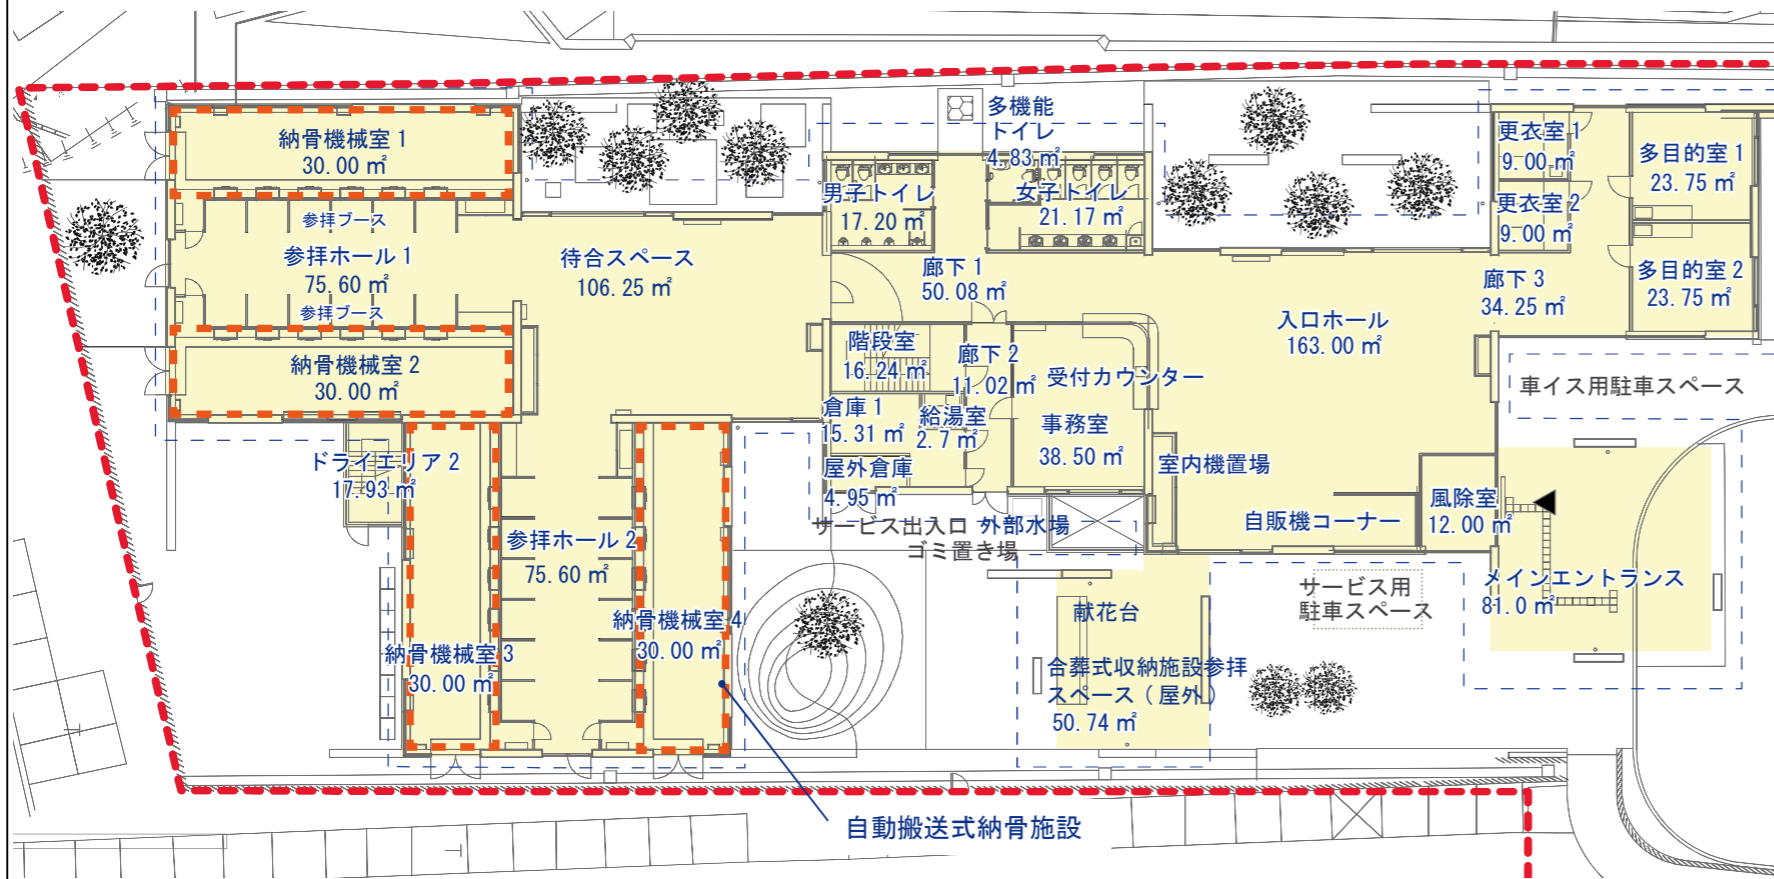 納骨機械室 1
30.00 ㎡
参拝ブース
参拝ホール 1
75.60 ㎡
参拝ブース
納骨機械室 2
30.00 ㎡
待合スペース
106.25 ㎡
多機能
トイレ
4.83 ㎡
男子トイレ
17.20 ㎡
女子トイレ
21.17 ㎡
廊下 1
50.08 ㎡
更衣室 1
9.00 ㎡
更衣室 2
9.00 ㎡
多目的室 1
23.75 ㎡
多目的室 2
23.75 ㎡
廊下 3
34.25 ㎡
入口ホール
163.00 ㎡
階段室
16.24 ㎡
廊下 2
11.02 ㎡
受付カウンター
車イス用駐車スペース
倉庫 1
15.31 ㎡
給湯室
2.7 ㎡
事務室
38.50 ㎡
屋外倉庫
4.95 ㎡
室内機置場
ドライエリア 2
17.93 ㎡
サービス出入口
外部水場
ゴミ置き場
自販機コーナー
風除室
12.00 ㎡
参拝ホール 2
75.60 ㎡
納骨機械室 3
30.00 ㎡
納骨機械室 4
30.00 ㎡
献花台
合葬式収納施設参拝
スペース（屋外）
50.74 ㎡
サービス用
駐車スペース
メインエントランス
81.0 ㎡
自動搬送式納骨施設